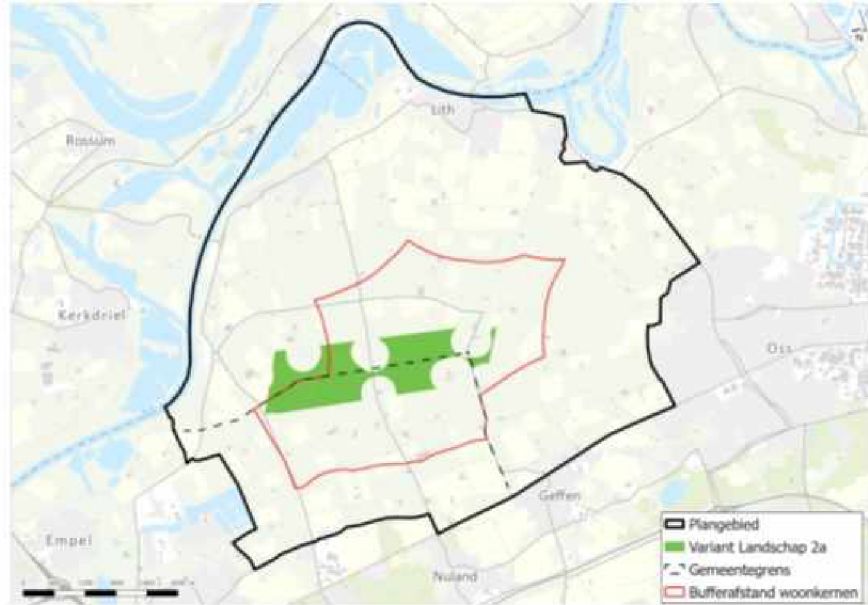 Lith
Rossum
Kerkdriel
Oss
Geffen
Empel
Nuland
Plangebied
Variant Landschap 2a
Gemeentegrens
Bufferafstand woonkernen